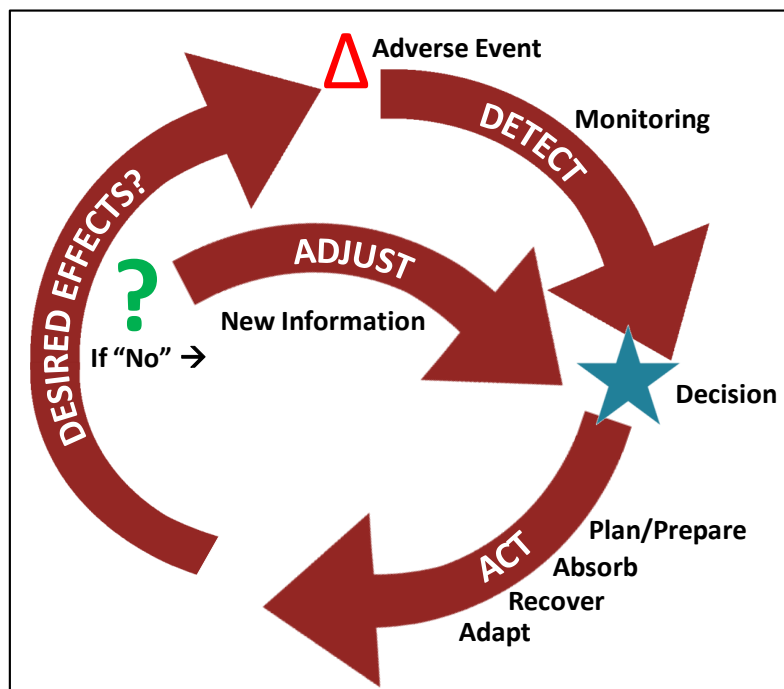 Δ
Adverse Event
DETECT
Monitoring
DESIRED EFFECTS?
ADJUST
?
New Information
If “No” →
Decision
ACT
Plan/Prepare
Absorb
Recover
Adapt